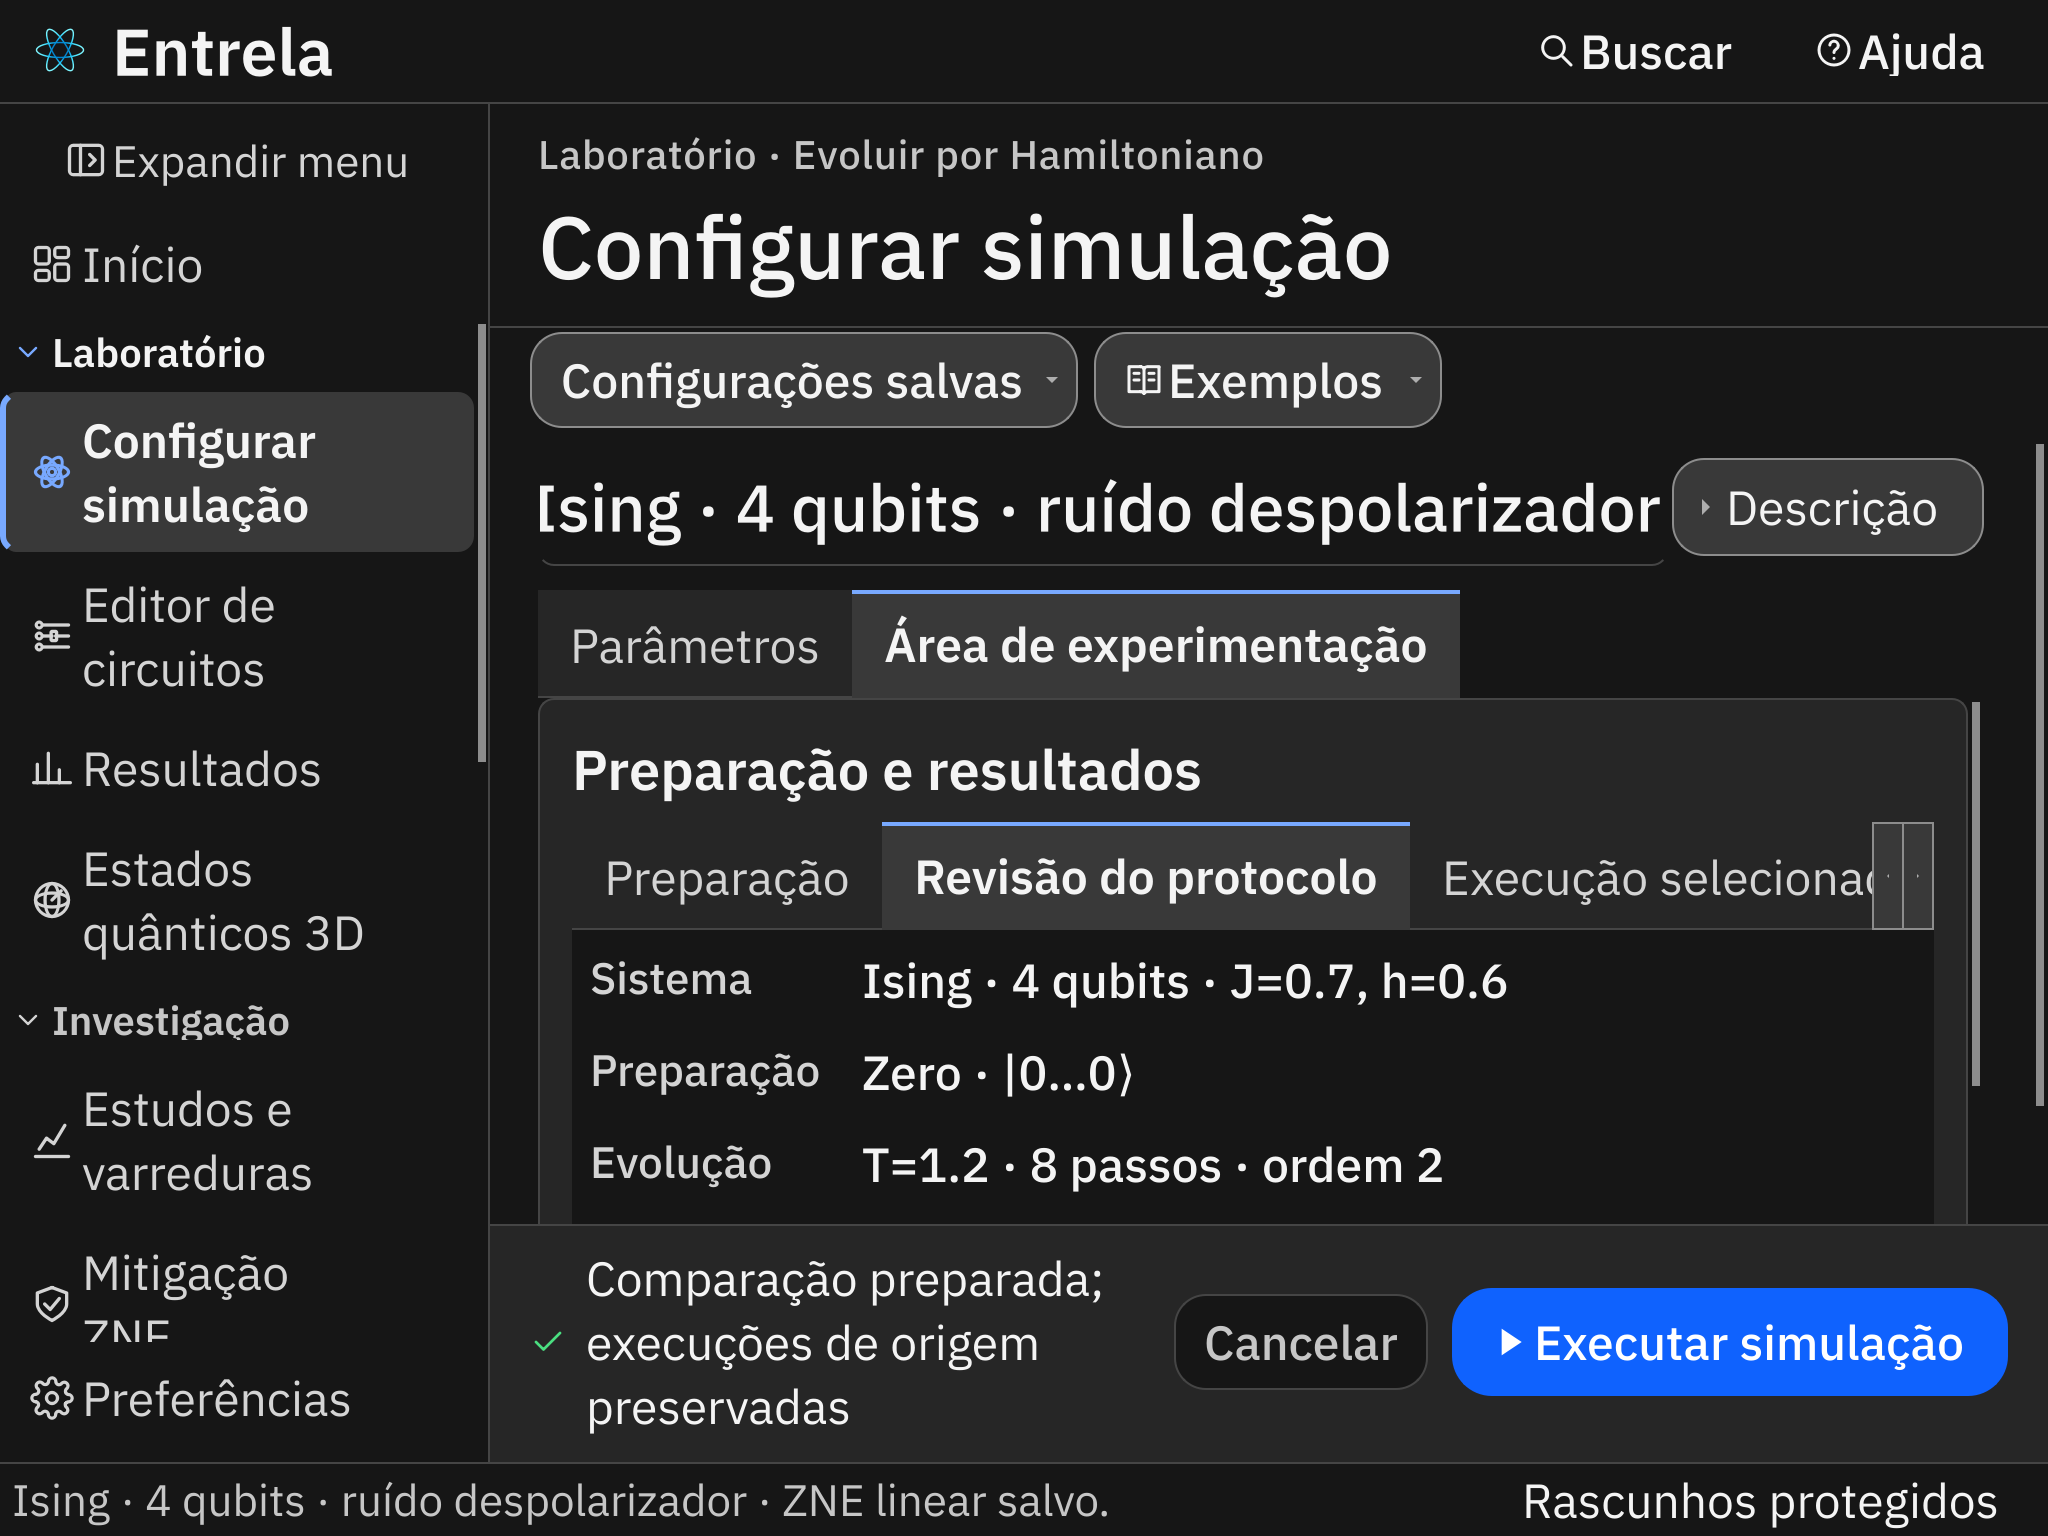 Entrela
Buscar
Ajuda
Expandir menu
Início
Laboratório
Configurar
simulação
Editor de
circuitos
Resultados
Estados
quânticos 3D
Investigação
Estudos e
varreduras
Mitigação
ZNE
Preferências
Laboratório · Evoluir por Hamiltoniano
Configurar simulação
Configurações salvas
Exemplos
Ising · 4 qubits · ruído despolarizador
Descrição
Parâmetros
Área de experimentação
Preparação e resultados
Preparação
Revisão do protocolo
Execução
Sistema
Ising · 4 qubits · J=0.7, h=0.6
Preparação
Zero · |0...0⟩
Evolução
T=1.2 · 8 passos · ordem 2
Comparação preparada;
execuções de origem
preservadas
Cancelar
Executar simulação
Ising · 4 qubits · ruído despolarizador · ZNE linear salvo.
Rascunhos protegidos